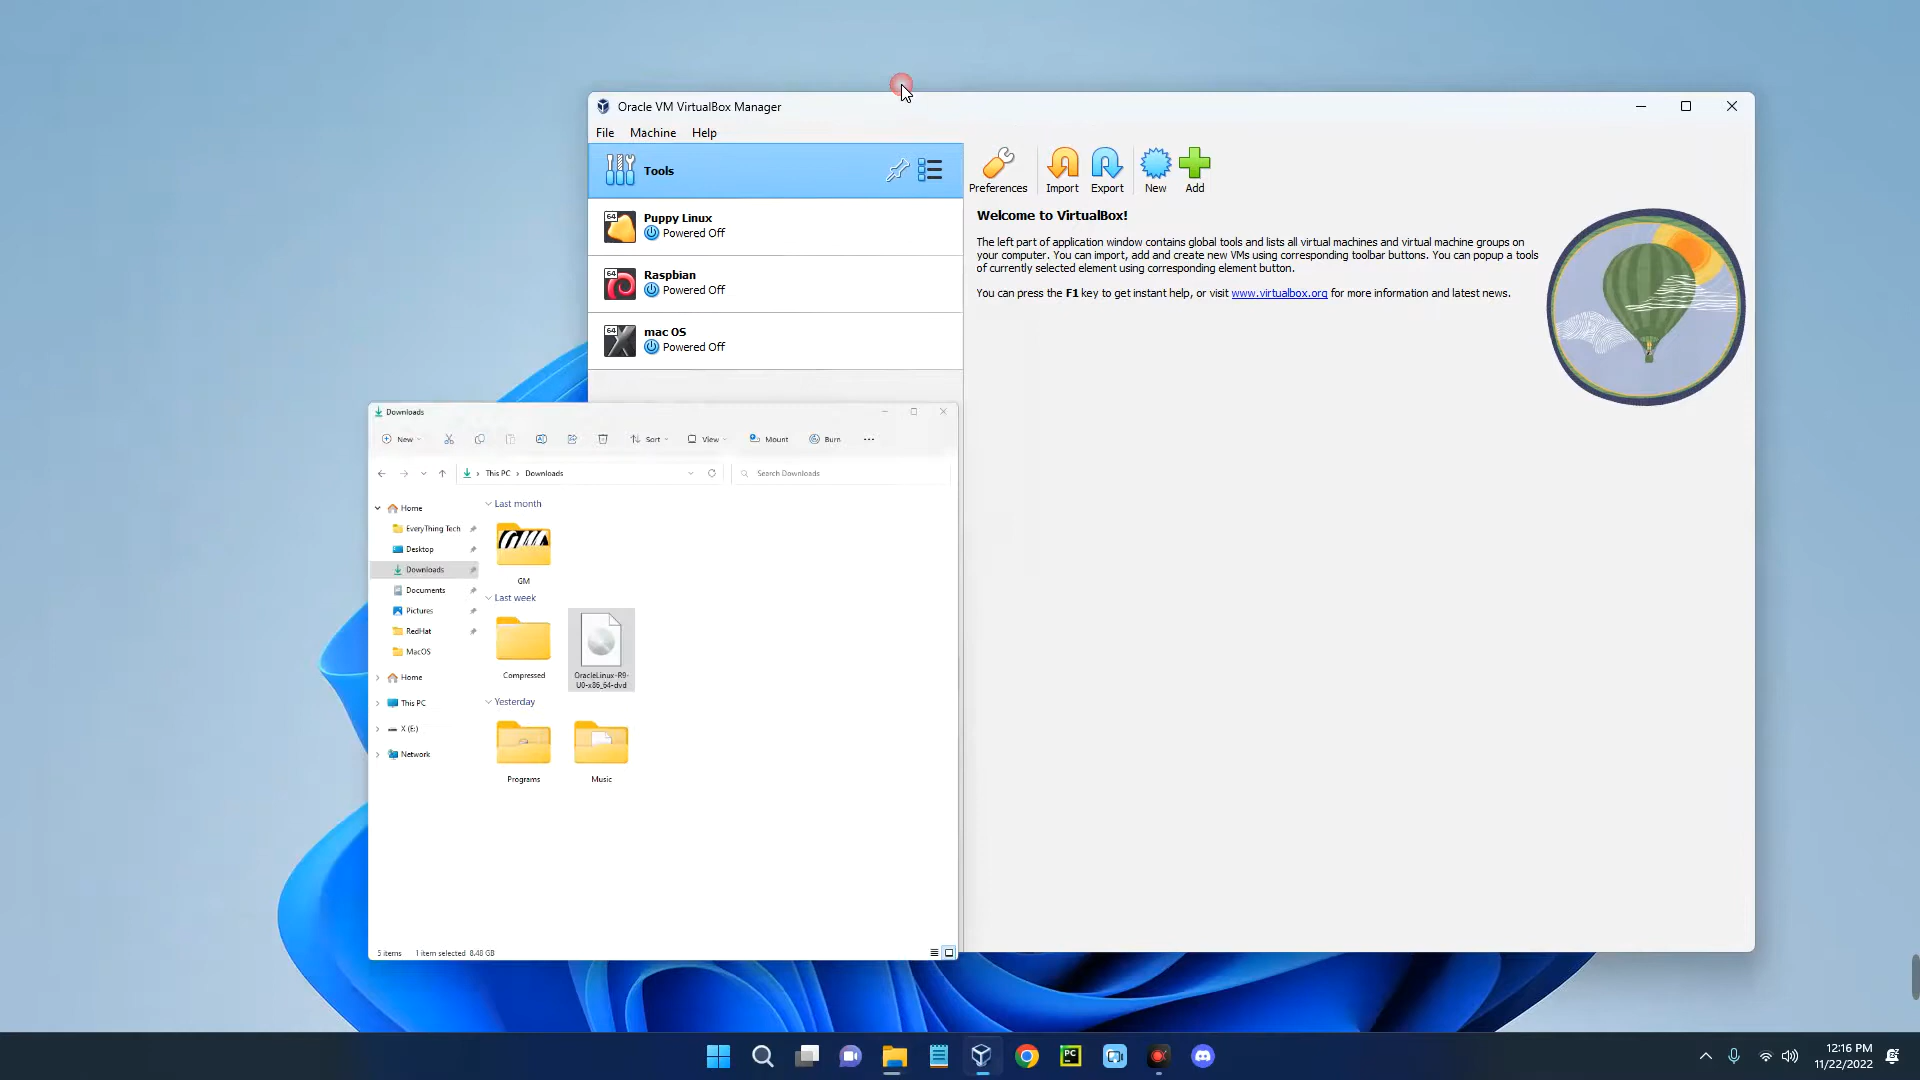 Oracle VM VirtualBox Manager
File Machine Help
Tools
64
Puppy Linux
Powered Off
64
Raspbian
Powered Off
64
mac OS
Powered Off
Preferences Import Export New Add
Welcome to VirtualBox!
The left part of application window contains global tools and lists all virtual machines and virtual machine groups on
your computer. You can import, add and create new VMs using corresponding toolbar buttons. You can popup a tools
of currently selected element using corresponding element button.
You can press the F1 key to get instant help, or visit www.virtualbox.org for more information and latest news.
Downloads
New Sort View Mount Burn
This PC > Downloads
Search Downloads
Home
EveryThing Tech
Desktop
Downloads
Documents
Pictures
RedHat
MacOS
Home
This PC
X (E:)
Network
Last month
GM
Last week
Compressed
OracleLinux-R9-
U0-x86_64-dvd
Yesterday
Programs
Music
5 items 1 item selected 8.48 GB
PC
12:16 PM
11/22/2022